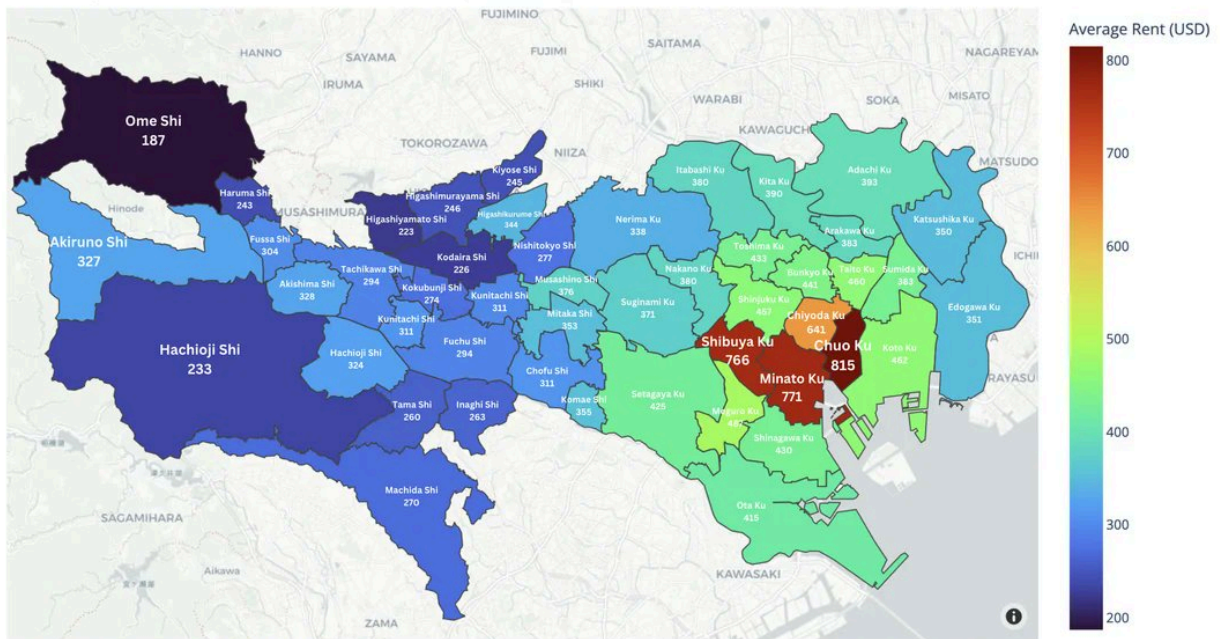 FUJIMINO
HANNO
SAYAMA
FUJIMI
SAITAMA
NAGAREYAM
IRUMA
SHIKI
WARABI
SOKA
MISATO
KAWAGUCH
TOKOROZAWA
NIIZA
MATSUDO
Ome Shi
187
Kiyose Shi
245
Itabashi Ku
380
Kita Ku
390
Adachi Ku
393
Haruma Shi
243
Hinode
MUSASHIMURA
Higashimurayama Shi
246
Higashiyamato Shi
223
Higashikurume Shi
344
Nerima Ku
338
Arakawa Ku
383
Katsushika Ku
350
Akiruno Shi
327
Fussa Shi
304
Nishitokyo Shi
277
Kodaira Shi
226
Toshima Ku
433
Bunkyo Ku
441
Taito Ku
460
Sumida Ku
383
ICHI
Akishima Shi
328
Tachikawa Shi
294
Kokubunji Shi
274
Kunitachi Shi
311
Musashino Shi
376
Nakano Ku
380
Suginami Ku
371
Shinjuku Ku
Edogawa Ku
351
Kunitachi Shi
311
Mitaka Shi
353
Chiyoda Ku
641
Shibuya Ku
766
Chuo Ku
815
Koto Ku
462
Hachioji Shi
233
Hachioji Shi
324
Fuchu Shi
294
Chofu Shi
311
Minato Ku
771
RAYASU
Komae Shi
355
Setagaya Ku
425
Meguro Ku
Tama Shi
260
Inaghi Shi
263
Shinagawa Ku
430
Machida Shi
270
Ota Ku
415
SAGAMIHARA
Aikawa
KAWASAKI
ZAMA
Average Rent (USD)
800
700
600
500
400
300
200